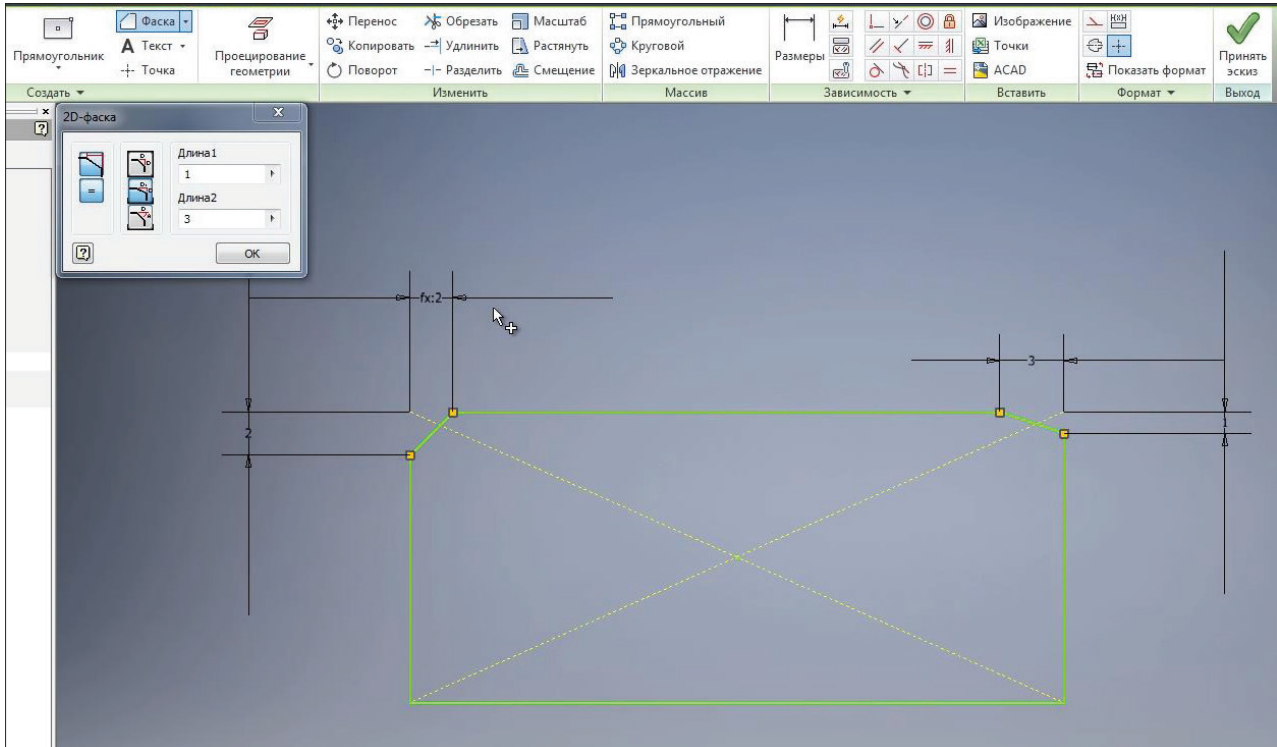 Фаска
Перенос
Обрезать
Масштаб
Прямоугольный
Изображение
Прямоугольник
Текст
Проецирование
геометрии
Копировать
Удлинить
Растянуть
Круговой
Размеры
Точки
Принять
эскиз
Точка
Поворот
Разделить
Смещение
Зеркальное отражение
ACAD
Показать формат
Создать
Изменить
Массив
Зависимость
Вставить
Формат
Выход
2D-фаска
Длина1
1
Длина2
3
OK
fx:2
3
2
1